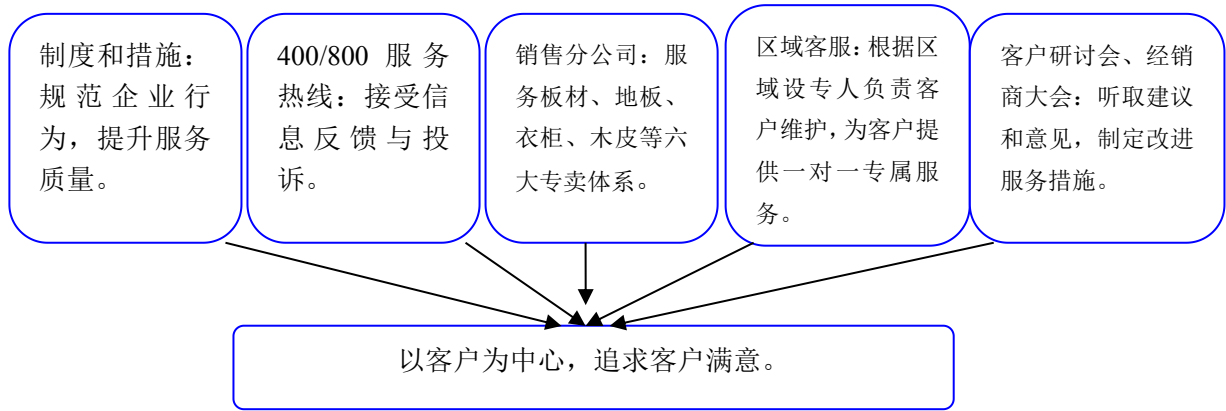 制度和措施：
规范企业行
为，提升服务
质量。
400/800 服务
热线：接受信
息反馈与投
诉。
销售分公司：服
务板材、地板、
衣柜、木皮等六
大专卖体系。
区域客服：根据区
域设专人负责客
户维护，为客户提
供一对一专属服
务。
客户研讨会、经销
商大会：听取建议
和意见，制定改进
服务措施。
以客户为中心，追求客户满意。